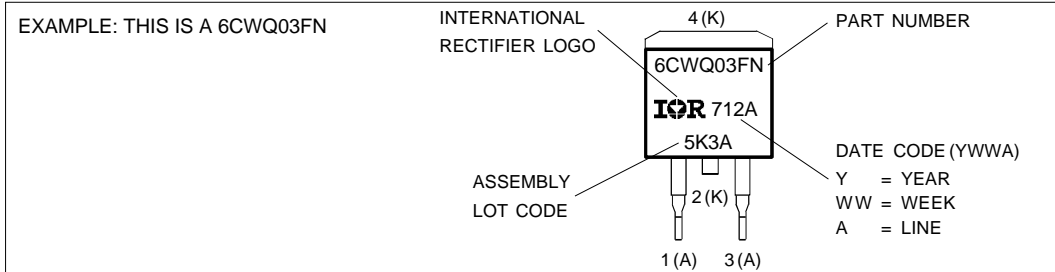 EXAMPLE: THIS IS A 6CWQ03FN
INTERNATIONAL
RECTIFIER LOGO
4 (K)
PART NUMBER
6CWQ03FN
IOR 712A
5K3A
ASSEMBLY
LOT CODE
2 (K)
DATE CODE (YWWA)
Y = YEAR
WW = WEEK
A = LINE
1 (A) 3 (A)